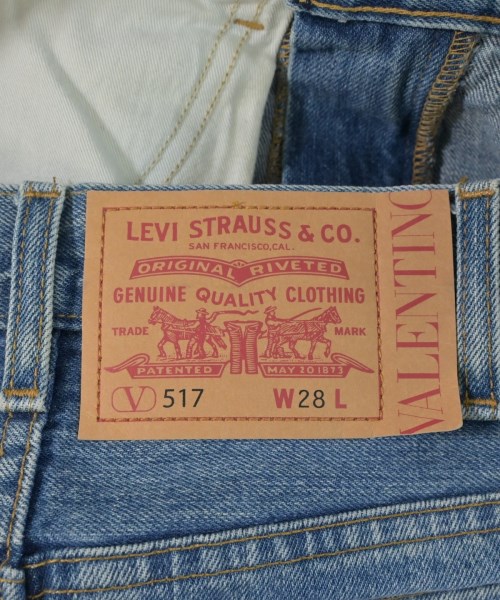 LEVI STRAUSS & CO.
SAN FRANCISCO, CAL.
ORIGINAL RIVETED
GENUINE QUALITY CLOTHING
TRADE MARK
PATENTED MAY 20 1873
V 517 W 28 L
VALENTINO